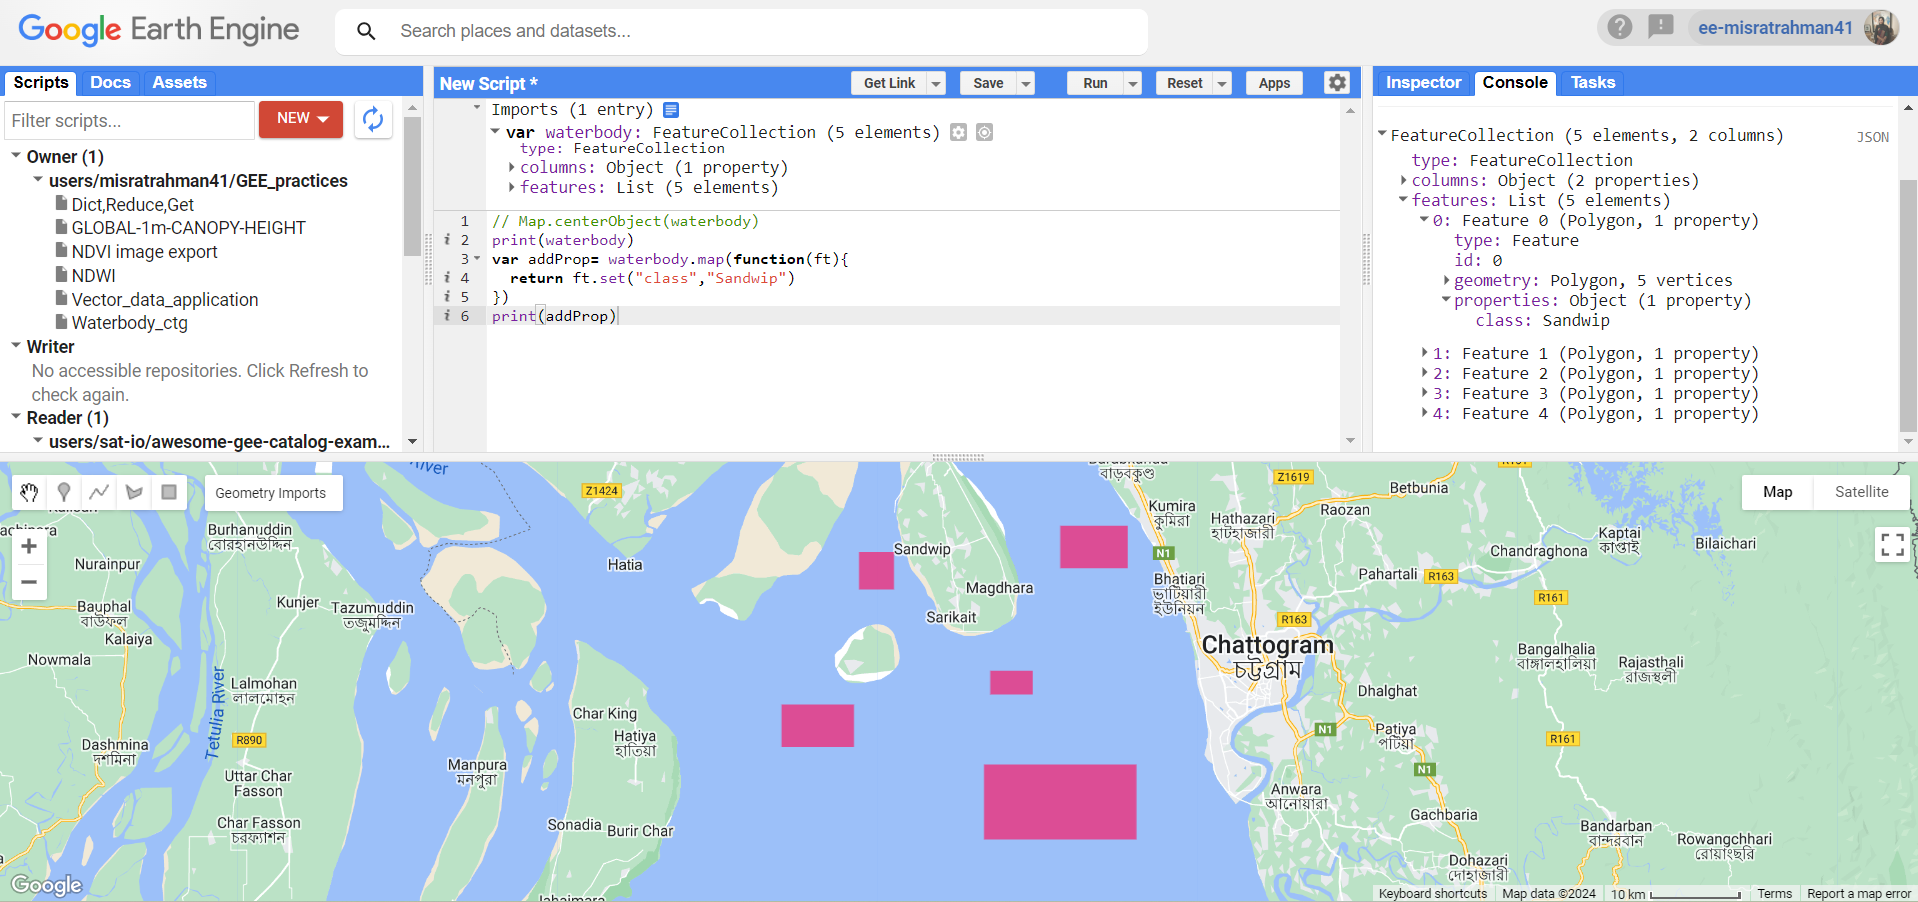 Google Earth Engine
Search places and datasets...
ee-misratrahman41
Scripts Docs Assets
Filter scripts...
NEW
Owner (1)
users/misratrahman41/GEE_practices
Dict,Reduce,Get
GLOBAL-1m-CANOPY-HEIGHT
NDVI image export
NDWI
Vector_data_application
Waterbody_ctg
Writer
No accessible repositories. Click Refresh to
check again.
Reader (1)
users/sat-io/awesome-gee-catalog-exam...
New Script *
Get Link
Save
Run
Reset
Apps
Imports (1 entry)
var waterbody: FeatureCollection (5 elements)
type: FeatureCollection
columns: Object (1 property)
features: List (5 elements)
1 // Map.centerObject(waterbody)
i 2 print(waterbody)
3 var addProp= waterbody.map(function(ft){
i 4 return ft.set("class","Sandwip")
i 5 })
i 6 print(addProp)
Inspector Console Tasks
FeatureCollection (5 elements, 2 columns)
JSON
type: FeatureCollection
columns: Object (2 properties)
features: List (5 elements)
0: Feature 0 (Polygon, 1 property)
type: Feature
id: 0
geometry: Polygon, 5 vertices
properties: Object (1 property)
class: Sandwip
1: Feature 1 (Polygon, 1 property)
2: Feature 2 (Polygon, 1 property)
3: Feature 3 (Polygon, 1 property)
4: Feature 4 (Polygon, 1 property)
Geometry Imports
Map
Satellite
River
Z1424
Burhanuddin
বোরহানউদ্দিন
Nurainpur
Bauphal
বাউফল
Kalaiya
Nowmala
Kunjer
Tazumuddin
তজুমদ্দিন
Hatia
Lalmohan
লালমোহন
Tetulia River
R890
Dashmina
দশমিনা
Uttar Char
Fasson
Char Fasson
চরফ্যাশন
Manpura
মনপুরা
Char King
Hatiya
হাতিয়া
Sonadia
Burir Char
Sandwip
Magdhara
Sarikait
বাড়বকুণ্ড
Kumira
কুমিরা
Z1619
Betbunia
Raozan
Hathazari
হাটহাজারী
N1
Bhatiari
ভাটিয়ারী
ইউনিয়ন
Pahartali
R163
Chandraghona
Kaptai
কাপ্তাই
Bilaichari
R161
R163
Chattogram
চট্টগ্রাম
Bangalhalia
বাঙ্গালহালিয়া
Rajasthali
রাজস্থলী
Dhalghat
Patiya
পটিয়া
N1
N1
R161
Anwara
আনোয়ারা
Gachbaria
Bandarban
বান্দরবান
Rowangchhari
রোয়াংছরি
Dohazari
দোহাজারী
Google
Keyboard shortcuts
Map data ©2024
10 km
Terms
Report a map error